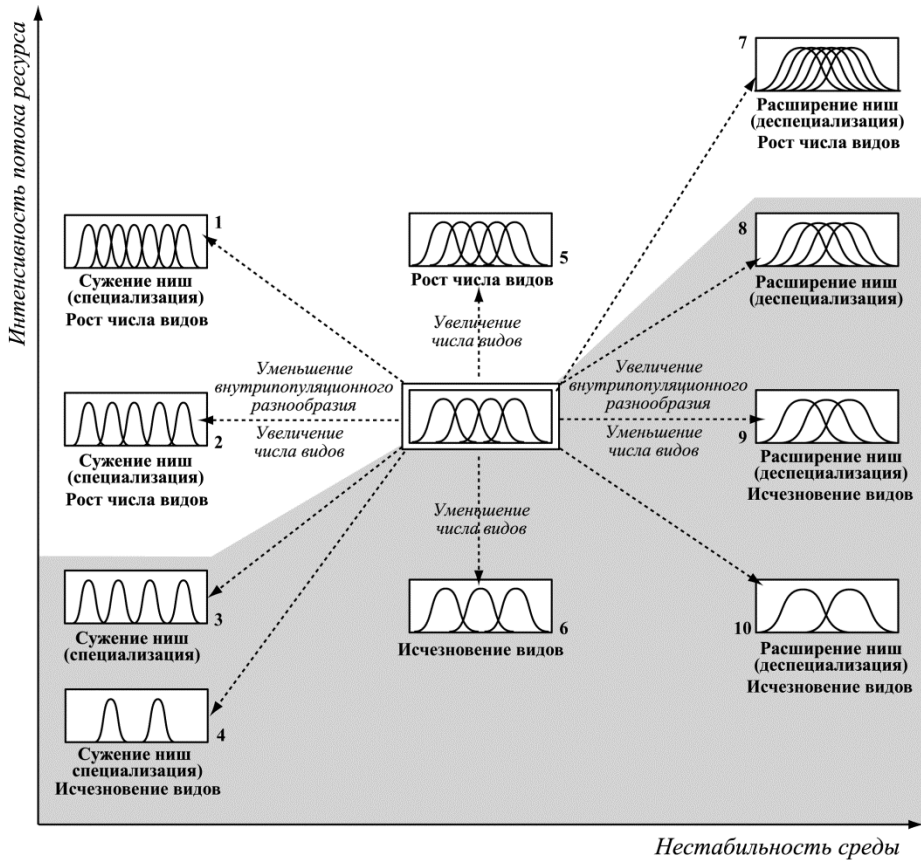 Интенсивность потока ресурса
7
Расширение ниш
(деспециализация)
Рост числа видов
1
Сужение ниш
(специализация)
Рост числа видов
5
Рост числа видов
8
Расширение ниш
(деспециализация)
Увеличение
числа видов
Уменьшение
внутрипопуляционного
разнообразия
Увеличение
числа видов
Увеличение
внутрипопуляционного
разнообразия
Уменьшение
числа видов
2
Сужение ниш
(специализация)
Рост числа видов
9
Расширение ниш
(деспециализация)
Исчезновение видов
Уменьшение
числа видов
3
Сужение ниш
(специализация)
6
Исчезновение видов
10
Расширение ниш
(деспециализация)
Исчезновение видов
4
Сужение ниш
специализация)
Исчезновение видов
Нестабильность среды